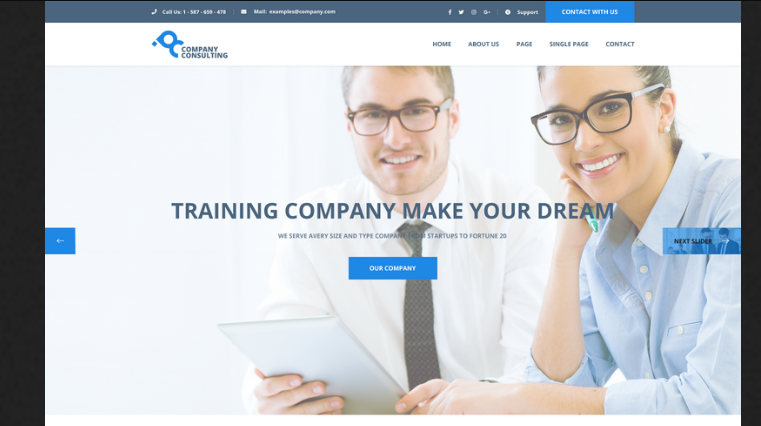 Call Us: 1 - 587 - 659 - 478
Mail: examples@company.com
G+
Support
CONTACT WITH US
COMPANY
CONSULTING
HOME ABOUT US PAGE SINGLE PAGE CONTACT
TRAINING COMPANY MAKE YOUR DREAM
WE SERVE AVERY SIZE AND TYPE COMPANY FROM STARTUPS TO FORTUNE 20
NEXT SLIDER
OUR COMPANY